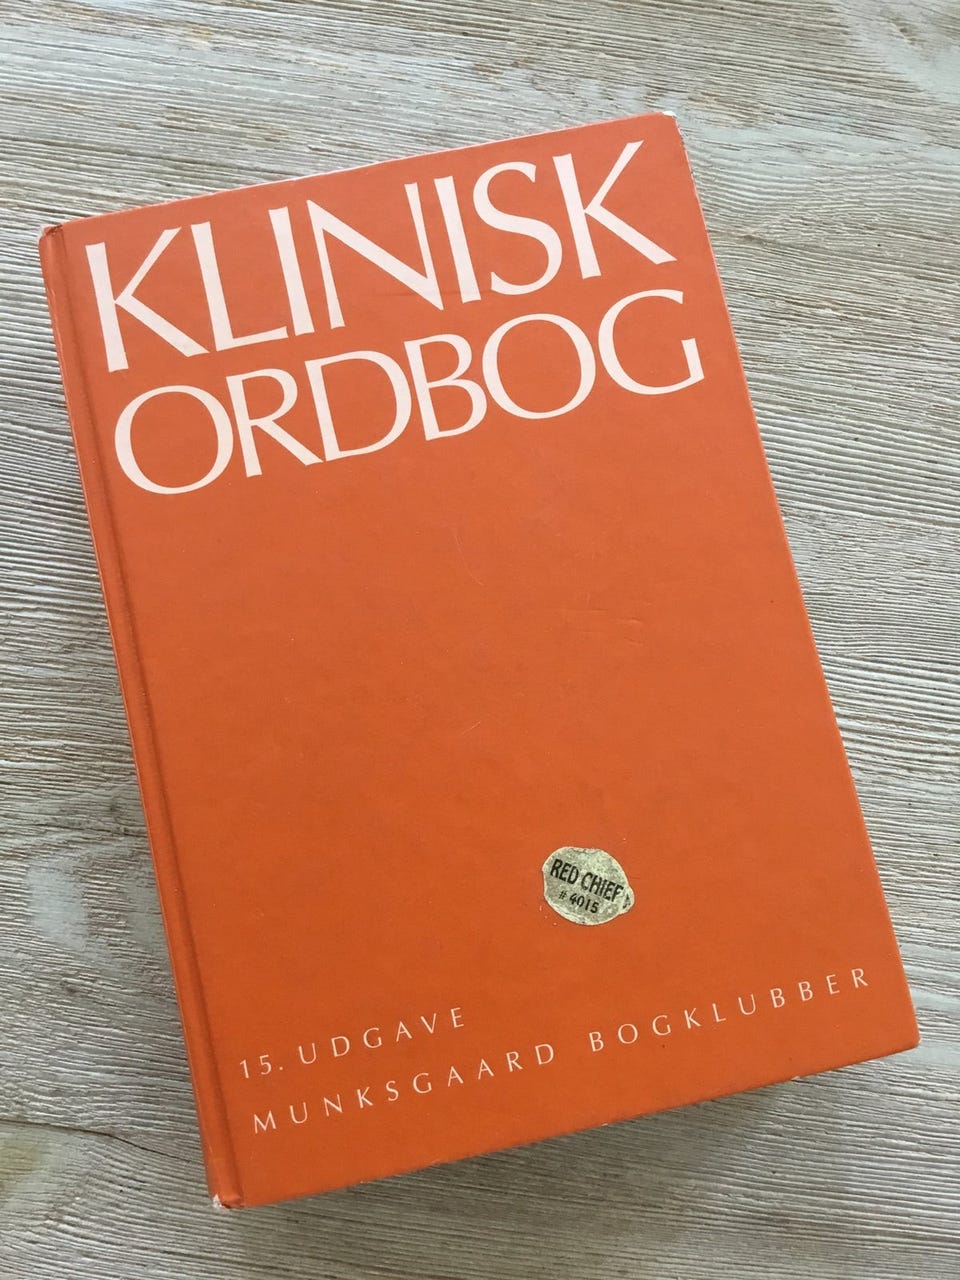 KLINISK
ORDBOG
RED CHIEF
#4015
15. UDGAVE
MUNKSGAARD BOGKLUBBER